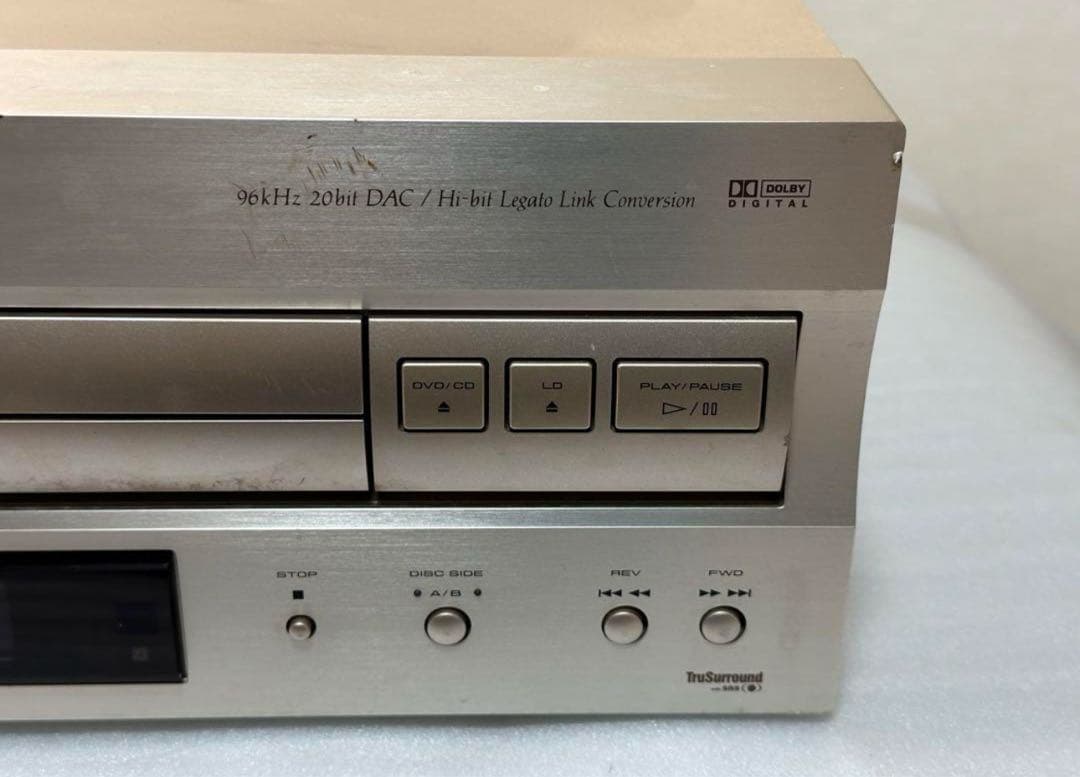 96kHz 20bit DAC / Hi-bit Legato Link Conversion
DOLBY
DIGITAL
DVD/CD
LD
PLAY/PAUSE
STOP
DISC SIDE
A/B
REV
FWD
TruSurround